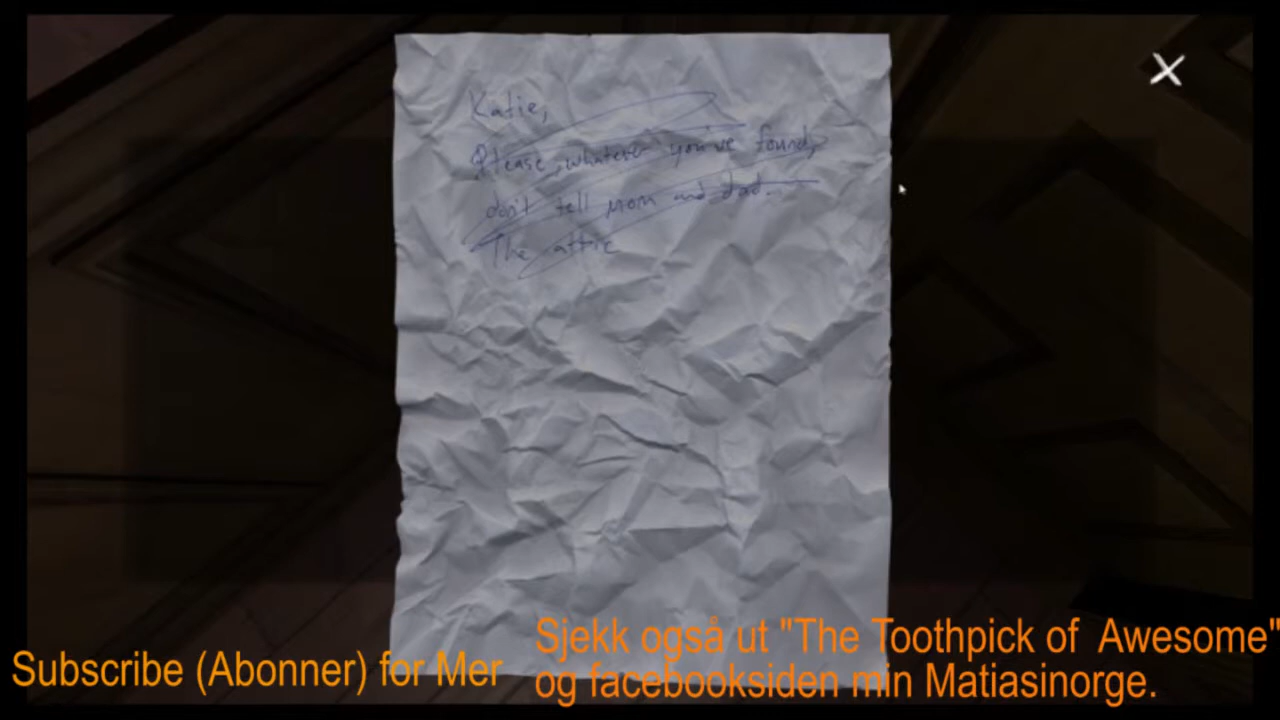 Katie,
Please, whatever you've found,
don't tell mom and dad.
The attic
Subscribe (Abonner) for Mer
Sjekk også ut "The Toothpick of Awesome"
og facebooksiden min Matiasinorge.